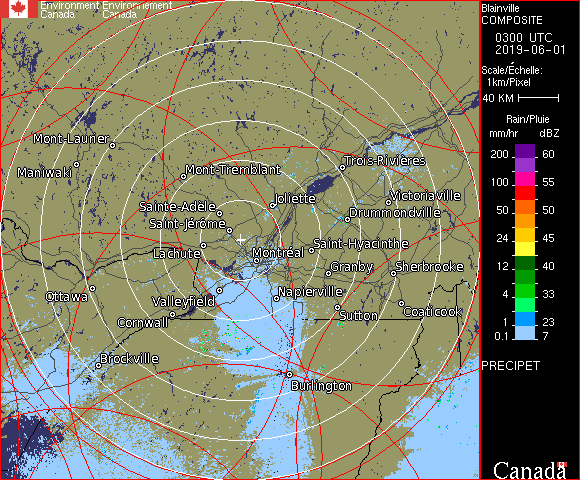 Environment Environnement
Canada Canada
Blainville
COMPOSITE
0300 UTC
2019-06-01
Scale/Échelle:
1km/Pixel
40 KM
Rain/Pluie
mm/hr dBZ
200 60
100 55
50 50
24 45
12 40
4 33
1 23
0.1 7
PRECIPET
Mont-Laurier
Maniwaki
Mont-Tremblant
Trois-Rivières
Sainte-Adèle
Joliette
Victoriaville
Saint-Jérôme
Drummondville
Lachute
Montréal
Saint-Hyacinthe
Granby
Sherbrooke
Ottawa
Valleyfield
Napierville
Cornwall
Sutton
Coaticook
Brockville
Burlington
Canada